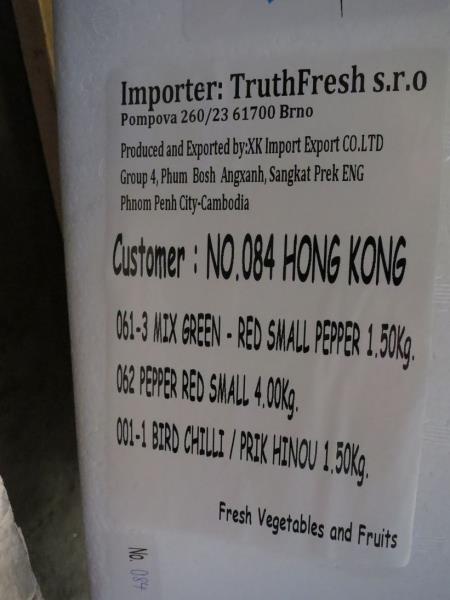 Importer: TruthFresh s.r.o
Pompova 260/23 61700 Brno
Produced and Exported by:XK Import Export CO.LTD
Group 4, Phum Bosh Angxanh, Sangkat Prek ENG
Phnom Penh City-Cambodia
Customer : NO.084 HONG KONG
061-3 MIX GREEN - RED SMALL PEPPER 1.50Kg.
062 PEPPER RED SMALL 4.00Kg.
001-1 BIRD CHILLI / PRIK HINOU 1.50Kg.
Fresh Vegetables and Fruits
No. 084